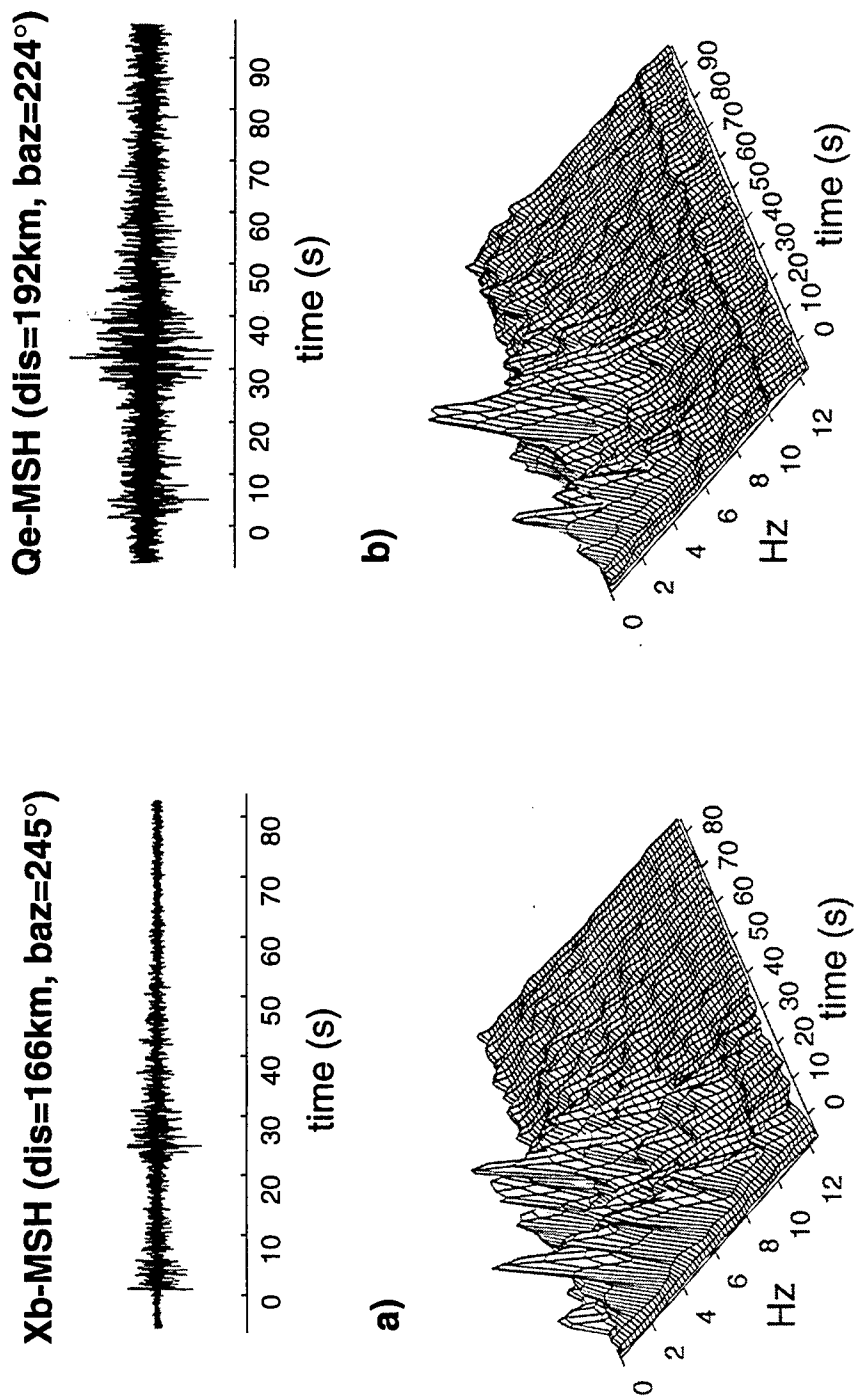 Xb-MSH (dis=166km, baz=245°)
0 10 20 30 40 50 60 70 80
time (s)
a)
0 2 4 6 8 10 12
Hz
0 10 20 30 40 50 60 70 80
time (s)
Qe-MSH (dis=192km, baz=224°)
0 10 20 30 40 50 60 70 80 90
time (s)
b)
0 2 4 6 8 10 12
Hz
0 10 20 30 40 50 60 70 80 90
time (s)